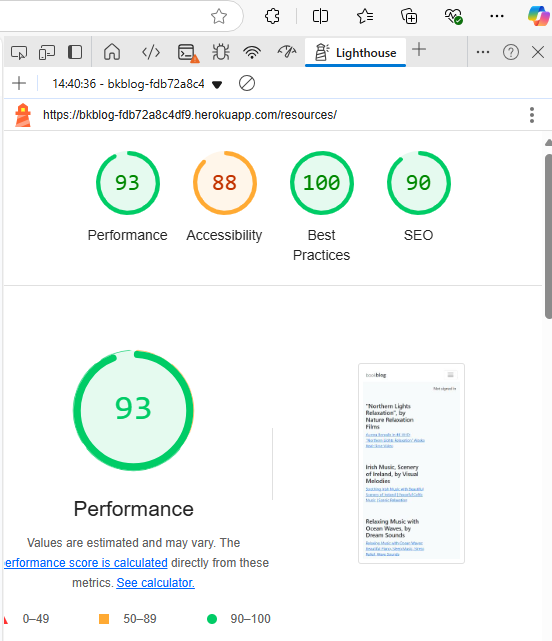 Lighthouse
14:40:36 - bkblog-fdb72a8c4
https://bkblog-fdb72a8c4df9.herokuapp.com/resources/
93
88
100
90
Performance
Accessibility
Best
Practices
SEO
93
Performance
Values are estimated and may vary. The
erformance score is calculated directly from these
metrics. See calculator.
0–49
50–89
90–100
bookblog
Not signed in
"Northern Lights
Relaxation", by
Nature Relaxation
Films
Irish Music, Scenery
of Ireland, by Visual
Melodies
Relaxing Music with
Ocean Waves, by
Dream Sounds